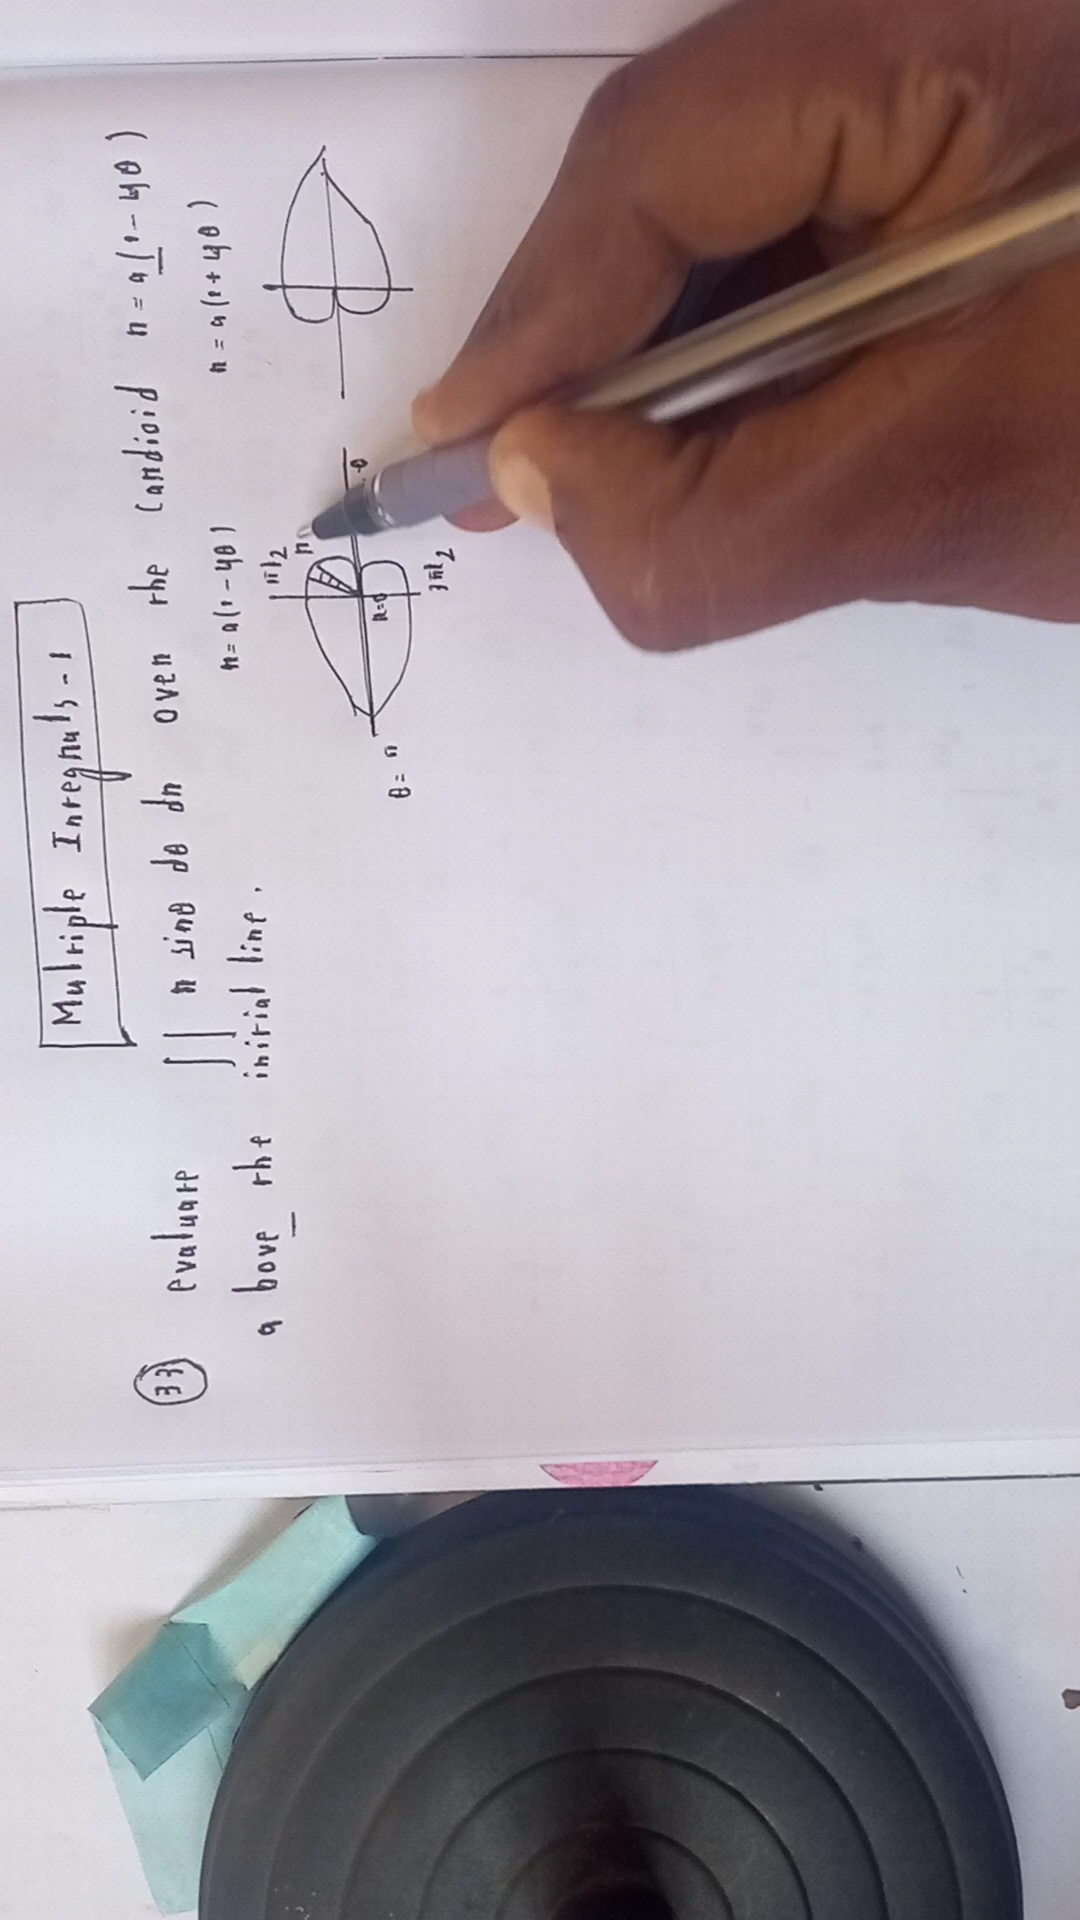 Multiple Integrals-1
33 evaluate ∫∫ r sinθ dθ dr over the cardioid r = a(1-cosθ)
above the initial line.
r=a(1-cosθ)
r=a(1+cosθ)
π/2
r
θ=π
r=0
0
3π/2